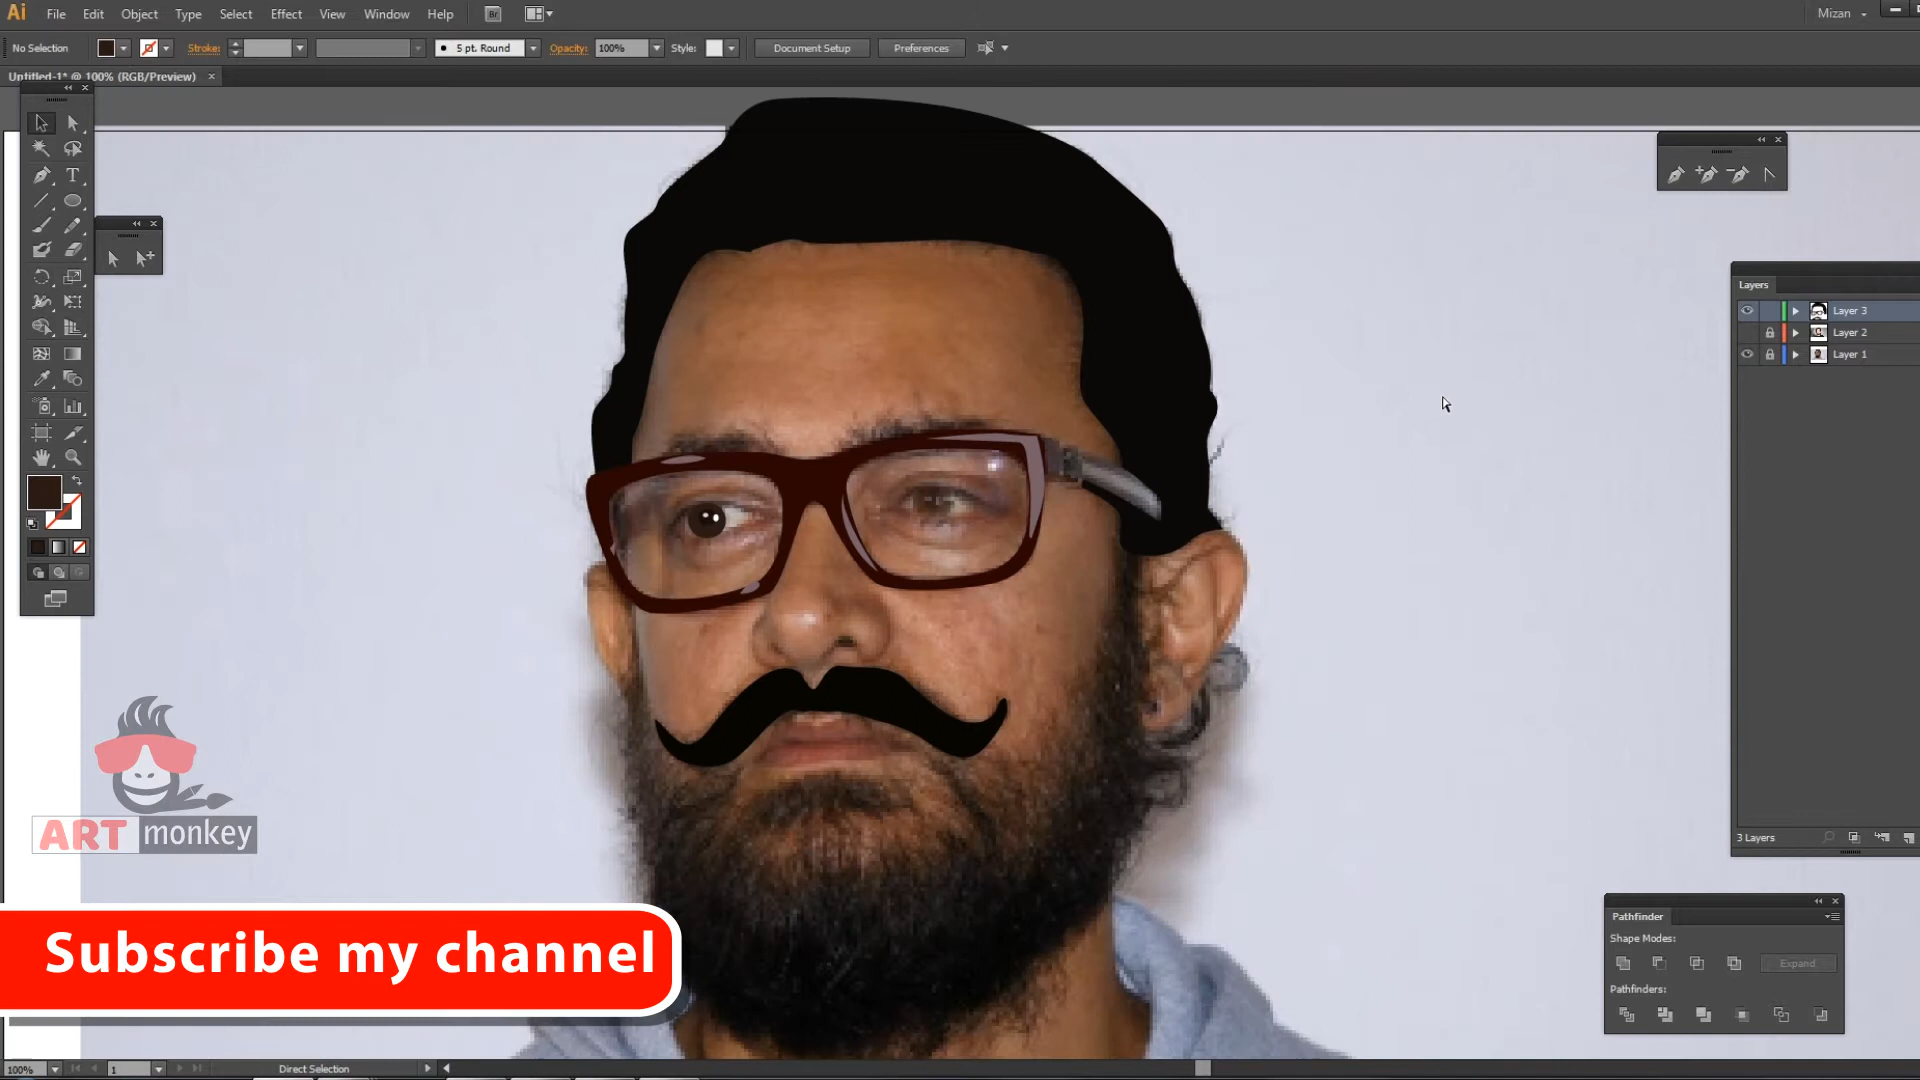 Ai File Edit Object Type Select Effect View Window Help Br Mizan
No Selection Stroke: 5 pt. Round Opacity: 100% Style: Document Setup Preferences
Untitled-1* @ 100% (RGB/Preview)
Layers
Layer 3
Layer 2
Layer 1
3 Layers
ART monkey
Subscribe my channel
Pathfinder
Shape Modes:
Expand
Pathfinders:
100% 1 Direct Selection